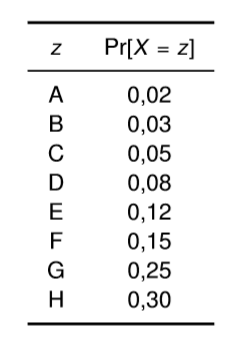 z Pr[X = z]
A 0,02
B 0,03
C 0,05
D 0,08
E 0,12
F 0,15
G 0,25
H 0,30